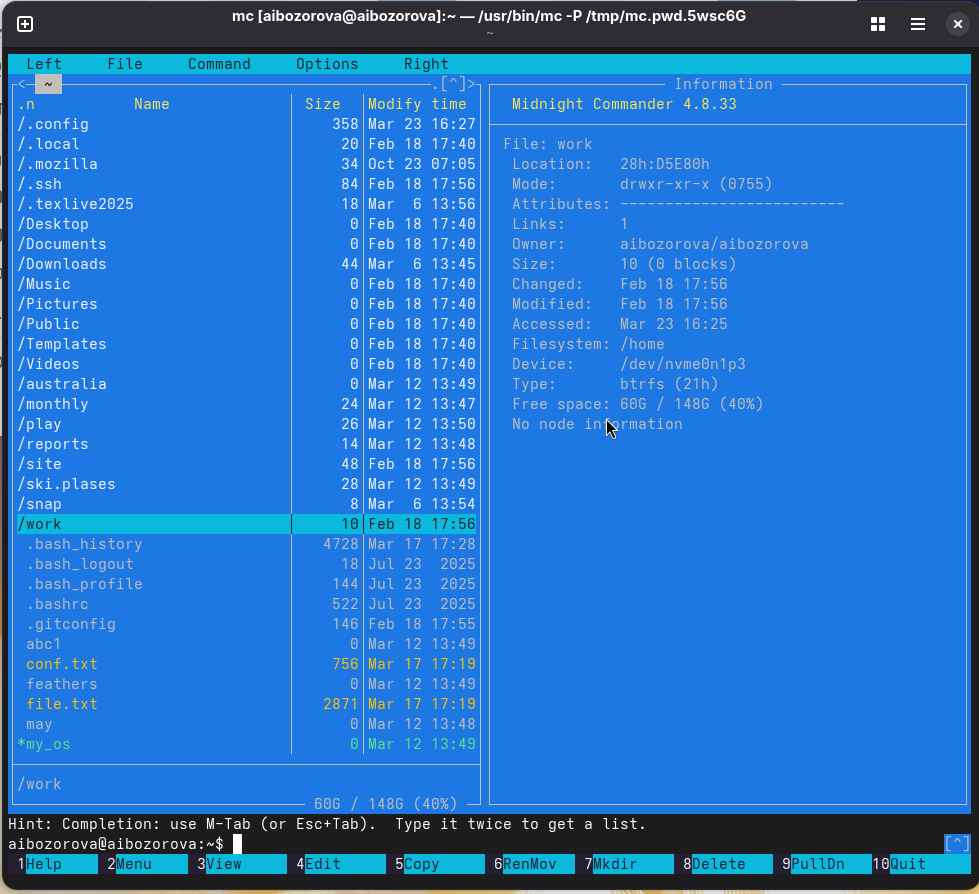 mc [aibozorova@aibozorova]:~ — /usr/bin/mc -P /tmp/mc.pwd.5wsc6G
~
Left File Command Options Right
<─ ~ .[^]>
.n Name Size Modify time
/.config 358 Mar 23 16:27
/.local 20 Feb 18 17:40
/.mozilla 34 Oct 23 07:05
/.ssh 84 Feb 18 17:56
/.texlive2025 18 Mar 6 13:56
/Desktop 0 Feb 18 17:40
/Documents 0 Feb 18 17:40
/Downloads 44 Mar 6 13:45
/Music 0 Feb 18 17:40
/Pictures 0 Feb 18 17:40
/Public 0 Feb 18 17:40
/Templates 0 Feb 18 17:40
/Videos 0 Feb 18 17:40
/australia 0 Mar 12 13:49
/monthly 24 Mar 12 13:47
/play 26 Mar 12 13:50
/reports 14 Mar 12 13:48
/site 48 Feb 18 17:56
/ski.plases 28 Mar 12 13:49
/snap 8 Mar 6 13:54
/work 10 Feb 18 17:56
.bash_history 4728 Mar 17 17:28
.bash_logout 18 Jul 23 2025
.bash_profile 144 Jul 23 2025
.bashrc 522 Jul 23 2025
.gitconfig 146 Feb 18 17:55
abc1 0 Mar 12 13:49
conf.txt 756 Mar 17 17:19
feathers 0 Mar 12 13:49
file.txt 2871 Mar 17 17:19
may 0 Mar 12 13:48
*my_os 0 Mar 12 13:49
/work
60G / 148G (40%)
Information
Midnight Commander 4.8.33
File: work
Location: 28h:D5E80h
Mode: drwxr-xr-x (0755)
Attributes: -------------------------
Links: 1
Owner: aibozorova/aibozorova
Size: 10 (0 blocks)
Changed: Feb 18 17:56
Modified: Feb 18 17:56
Accessed: Mar 23 16:25
Filesystem: /home
Device: /dev/nvme0n1p3
Type: btrfs (21h)
Free space: 60G / 148G (40%)
No node information
Hint: Completion: use M-Tab (or Esc+Tab). Type it twice to get a list.
aibozorova@aibozorova:~$ [^]
1Help 2Menu 3View 4Edit 5Copy 6RenMov 7Mkdir 8Delete 9PullDn 10Quit